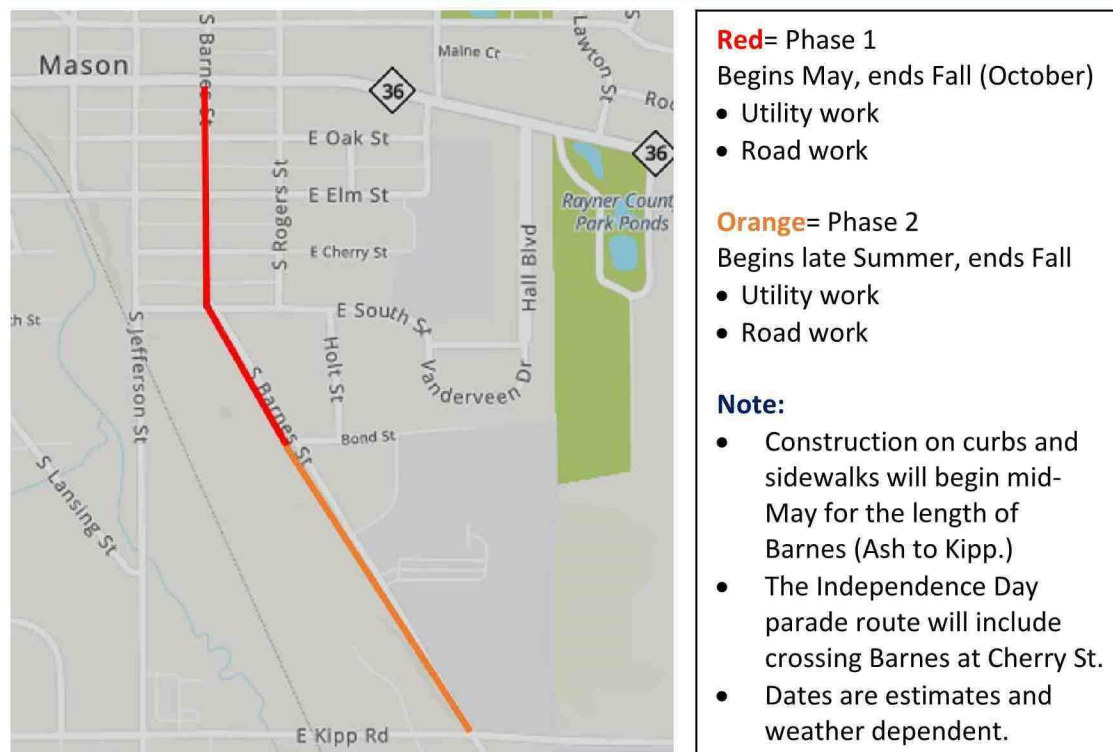 S Barnes St
Mason
Maine Ct
Lawton St
S
36
Roc
E Oak St
36
E Elm St
S Rogers St
Rayner Count
Park Ponds
E Cherry St
Hall Blvd
E South St
th St
S Jefferson St
Holt St
Vanderveen Dr
S Barnes St
Bond St
S Lansing St
E Kipp Rd
Red= Phase 1
Begins May, ends Fall (October)
• Utility work
• Road work
Orange= Phase 2
Begins late Summer, ends Fall
• Utility work
• Road work
Note:
• Construction on curbs and
sidewalks will begin mid-
May for the length of
Barnes (Ash to Kipp.)
• The Independence Day
parade route will include
crossing Barnes at Cherry St.
• Dates are estimates and
weather dependent.